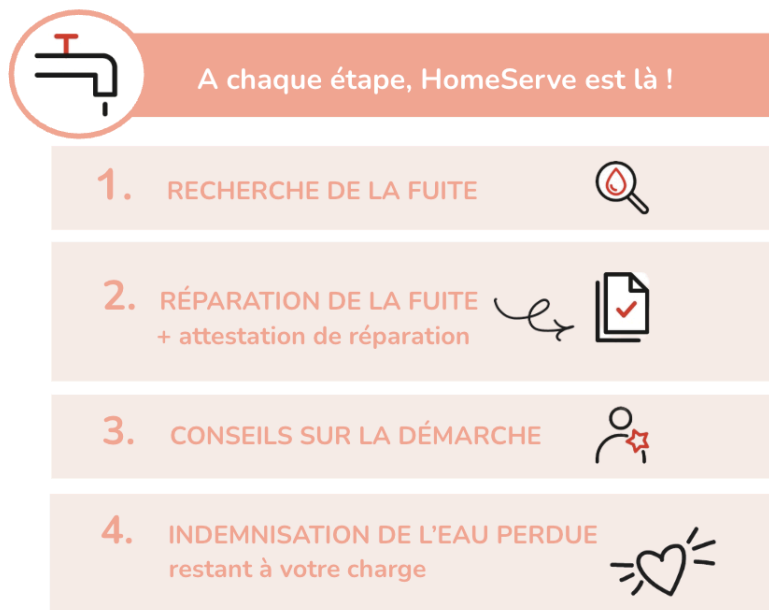 A chaque étape, HomeServe est là !
1. RECHERCHE DE LA FUITE
2. RÉPARATION DE LA FUITE
+ attestation de réparation
3. CONSEILS SUR LA DÉMARCHE
4. INDEMNISATION DE L'EAU PERDUE
restant à votre charge